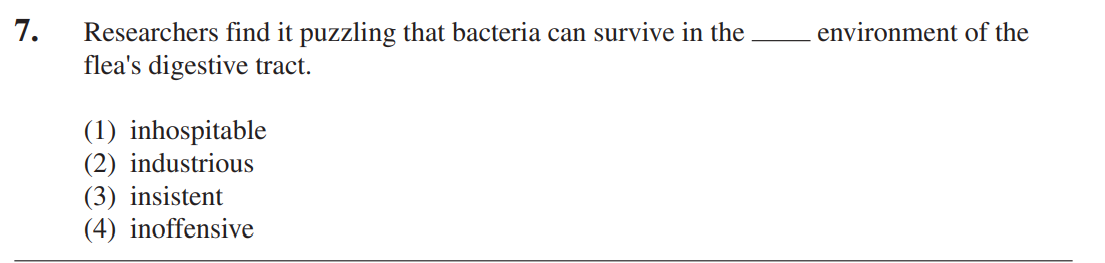 7. Researchers find it puzzling that bacteria can survive in the ____ environment of the
flea's digestive tract.
(1) inhospitable
(2) industrious
(3) insistent
(4) inoffensive